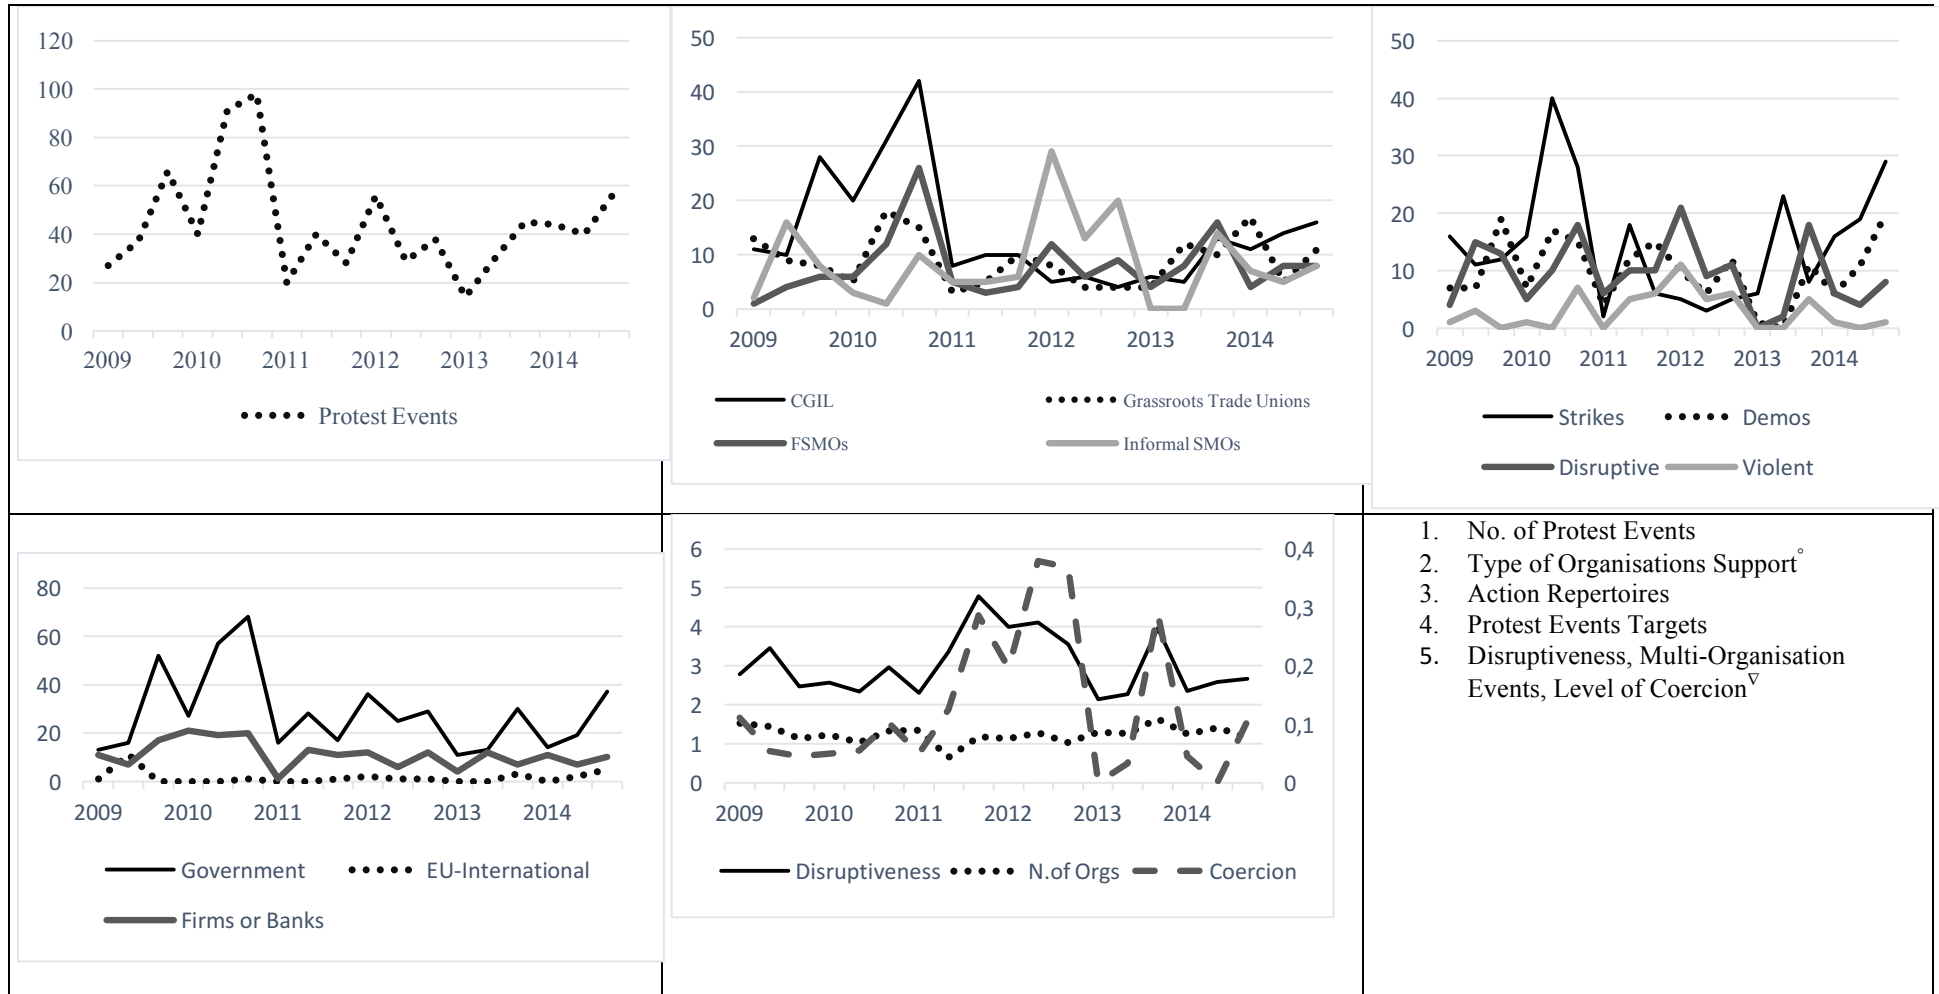 120
100
80
60
40
20
0
2009 2010 2011 2012 2013 2014
Protest Events
50
40
30
20
10
0
2009 2010 2011 2012 2013 2014
CGIL Grassroots Trade Unions
FSMOs Informal SMOs
50
40
30
20
10
0
2009 2010 2011 2012 2013 2014
Strikes Demos
Disruptive Violent
80
60
40
20
0
2009 2010 2011 2012 2013 2014
Government EU-International
Firms or Banks
6 0,4
5
4 0,3
3 0,2
2
1 0,1
0 0
2009 2010 2011 2012 2013 2014
Disruptiveness N.of Orgs Coercion
1. No. of Protest Events
2. Type of Organisations Support°
3. Action Repertoires
4. Protest Events Targets
5. Disruptiveness, Multi-Organisation
Events, Level of Coercion∇